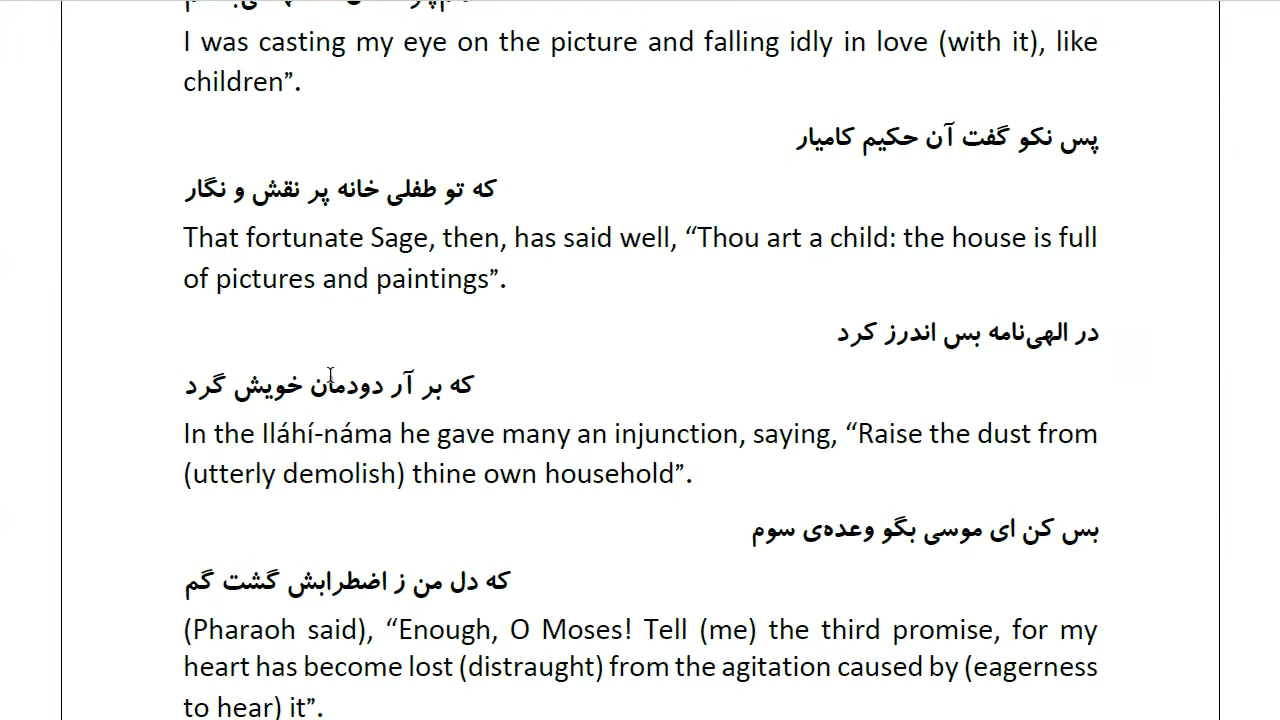 I was casting my eye on the picture and falling idly in love (with it), like
children”.
پس نکو گفت آن حکیم کامیار
که تو طفلی خانه پر نقش و نگار
That fortunate Sage, then, has said well, “Thou art a child: the house is full
of pictures and paintings”.
در الهی‌نامه بس اندرز کرد
که بر آر دودمان خویش گرد
In the Iláhí-náma he gave many an injunction, saying, “Raise the dust from
(utterly demolish) thine own household”.
بس کن ای موسی بگو وعده‌ی سوم
که دل من ز اضطرابش گشت گم
(Pharaoh said), “Enough, O Moses! Tell (me) the third promise, for my
heart has become lost (distraught) from the agitation caused by (eagerness
to hear) it”.